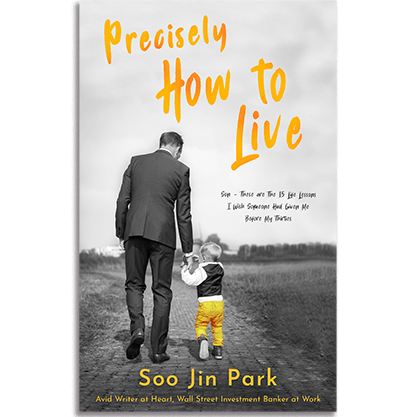 Precisely
How to
Live
Son - These are the 15 Life Lessons
I Wish Someone Had Given Me
Before My Thirties
Soo Jin Park
Avid Writer at Heart, Wall Street Investment Banker at Work